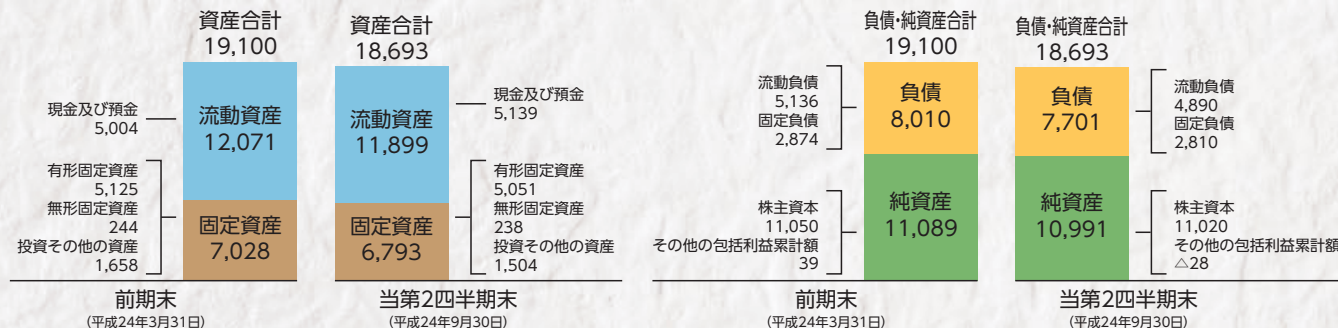 資産合計
19,100
現金及び預金
5,004
流動資産
12,071
有形固定資産
5,125
無形固定資産
244
投資その他の資産
1,658
固定資産
7,028
前期末
(平成24年3月31日)
資産合計
18,693
流動資産
11,899
現金及び預金
5,139
固定資産
6,793
有形固定資産
5,051
無形固定資産
238
投資その他の資産
1,504
当第2四半期末
(平成24年9月30日)
負債・純資産合計
19,100
流動負債
5,136
固定負債
2,874
負債
8,010
株主資本
11,050
その他の包括利益累計額
39
純資産
11,089
前期末
(平成24年3月31日)
負債・純資産合計
18,693
負債
7,701
流動負債
4,890
固定負債
2,810
純資産
10,991
株主資本
11,020
その他の包括利益累計額
△28
当第2四半期末
(平成24年9月30日)